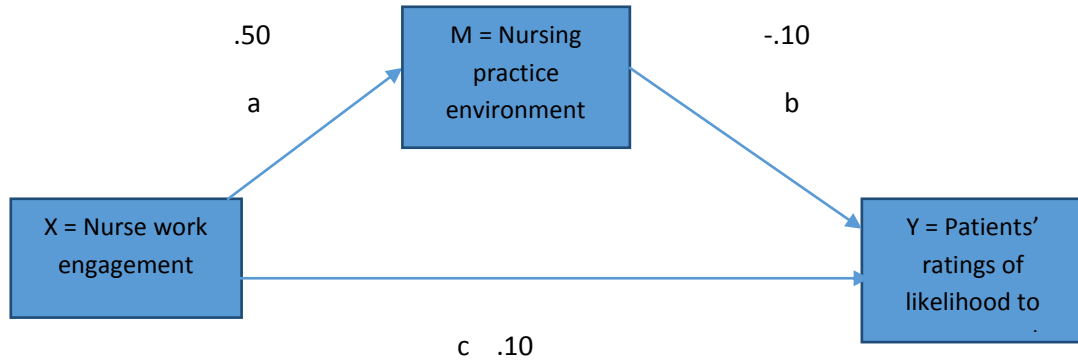 .50
a
M = Nursing
practice
environment
-.10
b
X = Nurse work
engagement
Y = Patients’
ratings of
likelihood to
c .10